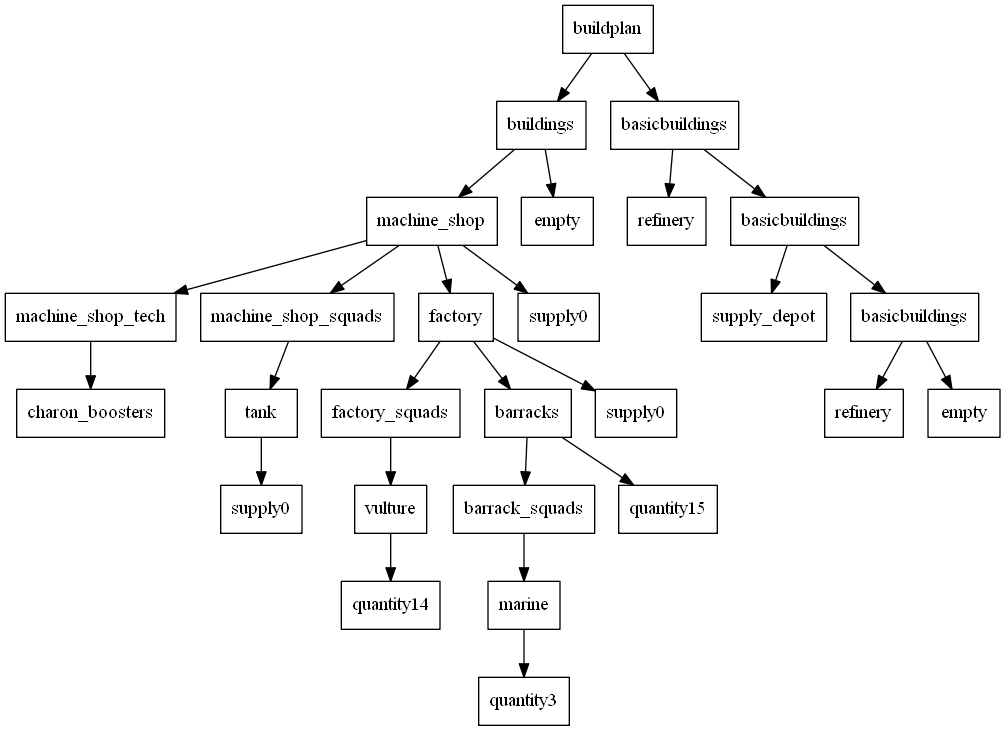 buildplan
buildings
basicbuildings
machine_shop
empty
refinery
basicbuildings
machine_shop_tech
machine_shop_squads
factory
supply0
supply_depot
basicbuildings
charon_boosters
tank
factory_squads
barracks
supply0
refinery
empty
supply0
vulture
barrack_squads
quantity15
quantity14
marine
quantity3